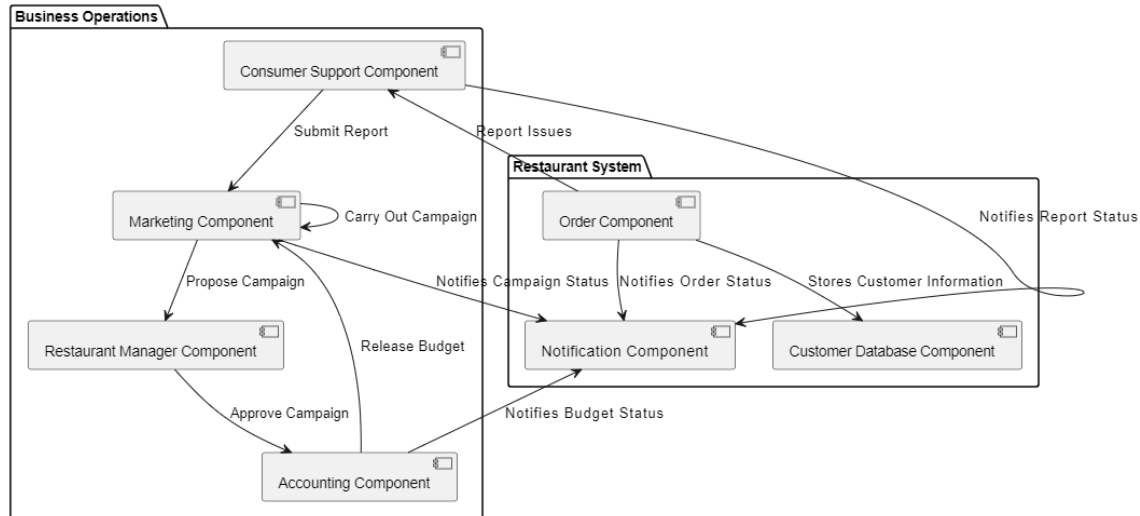 Business Operations
Consumer Support Component
Submit Report
Report Issues
Restaurant System
Marketing Component
Carry Out Campaign
Order Component
Notifies Report Status
Propose Campaign
Notifies Campaign Status
Notifies Order Status
Stores Customer Information
Restaurant Manager Component
Release Budget
Notification Component
Customer Database Component
Approve Campaign
Notifies Budget Status
Accounting Component